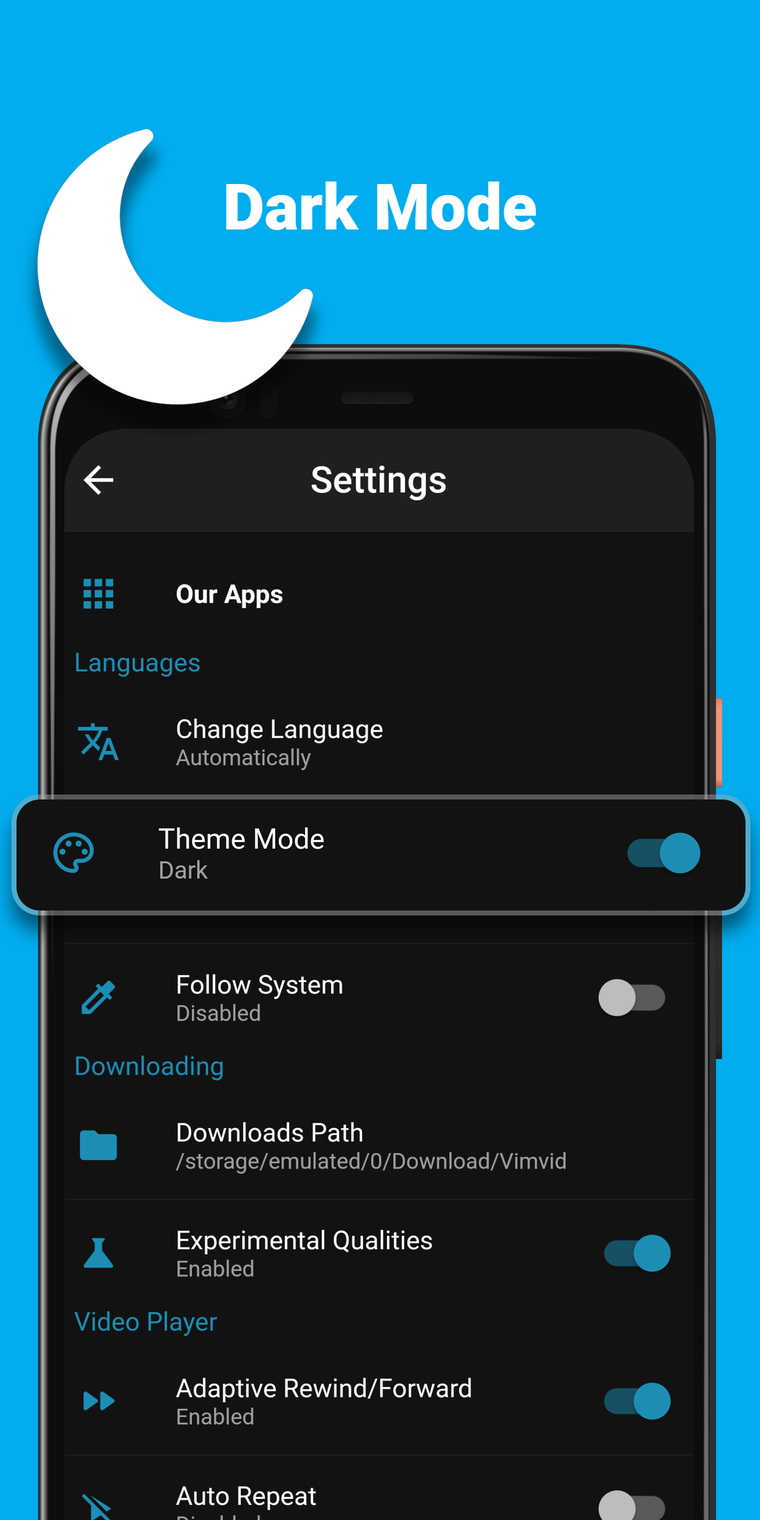 Dark Mode
Settings
Our Apps
Languages
Change Language
Automatically
Theme Mode
Dark
Follow System
Disabled
Downloading
Downloads Path
/storage/emulated/0/Download/Vimvid
Experimental Qualities
Enabled
Video Player
Adaptive Rewind/Forward
Enabled
Auto Repeat